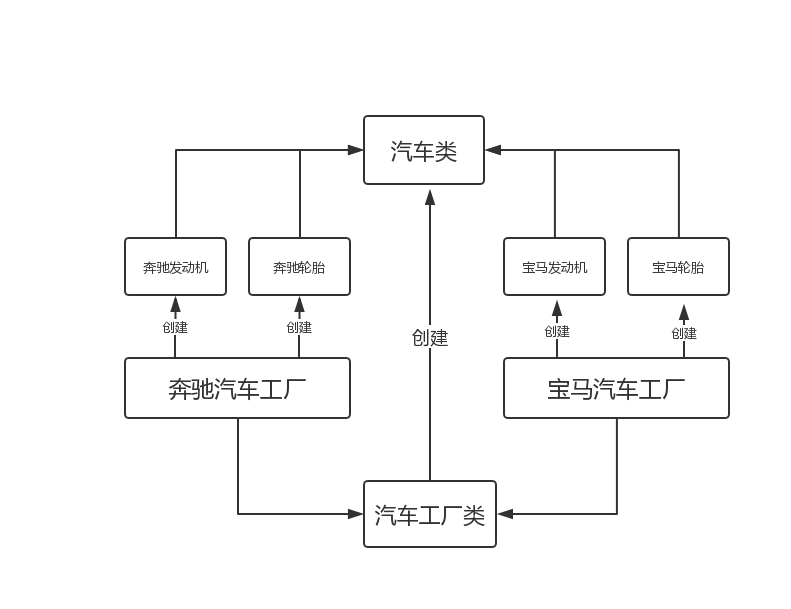 汽车类
奔驰发动机
奔驰轮胎
宝马发动机
宝马轮胎
创建
创建
创建
创建
创建
奔驰汽车工厂
宝马汽车工厂
汽车工厂类